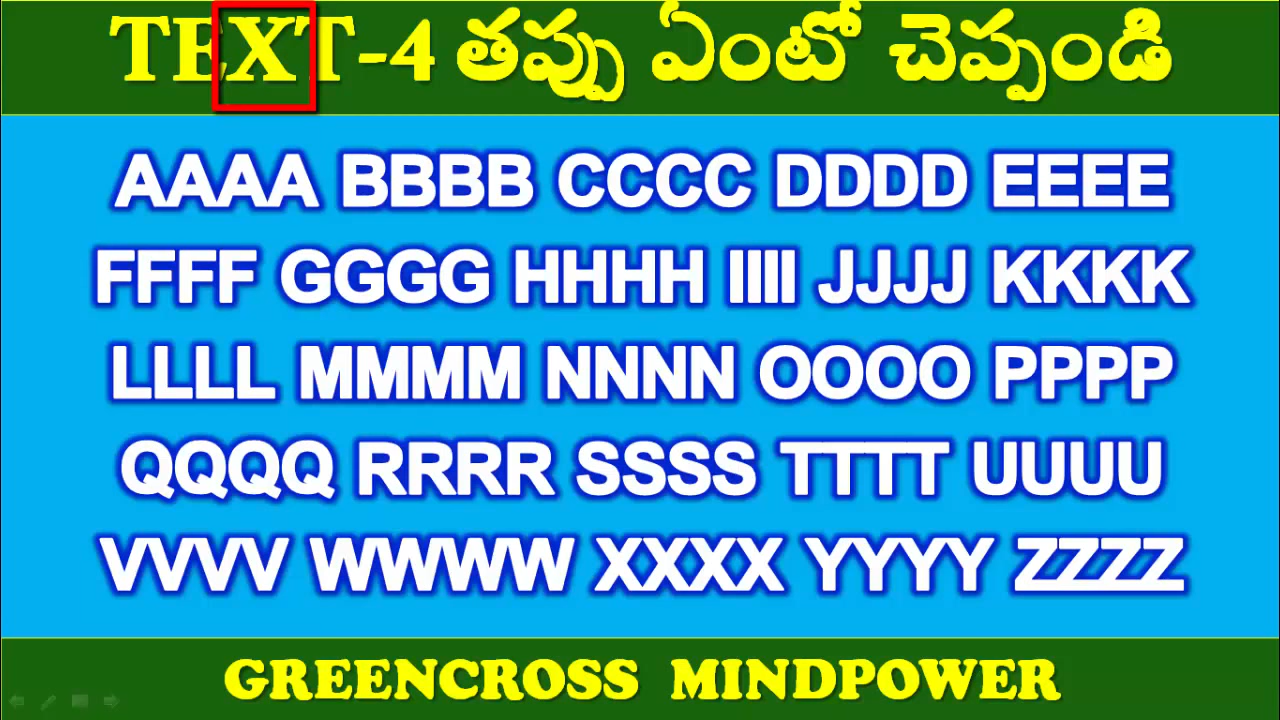 TEXT-4 తప్పు ఏంటో చెప్పండి
AAAA BBBB CCCC DDDD EEEE
FFFF GGGG HHHH IIII JJJJ KKKK
LLLL MMMM NNNN OOOO PPPP
QQQQ RRRR SSSS TTTT UUUU
VVVV WWWW XXXX YYYY ZZZZ
GREENCROSS MINDPOWER